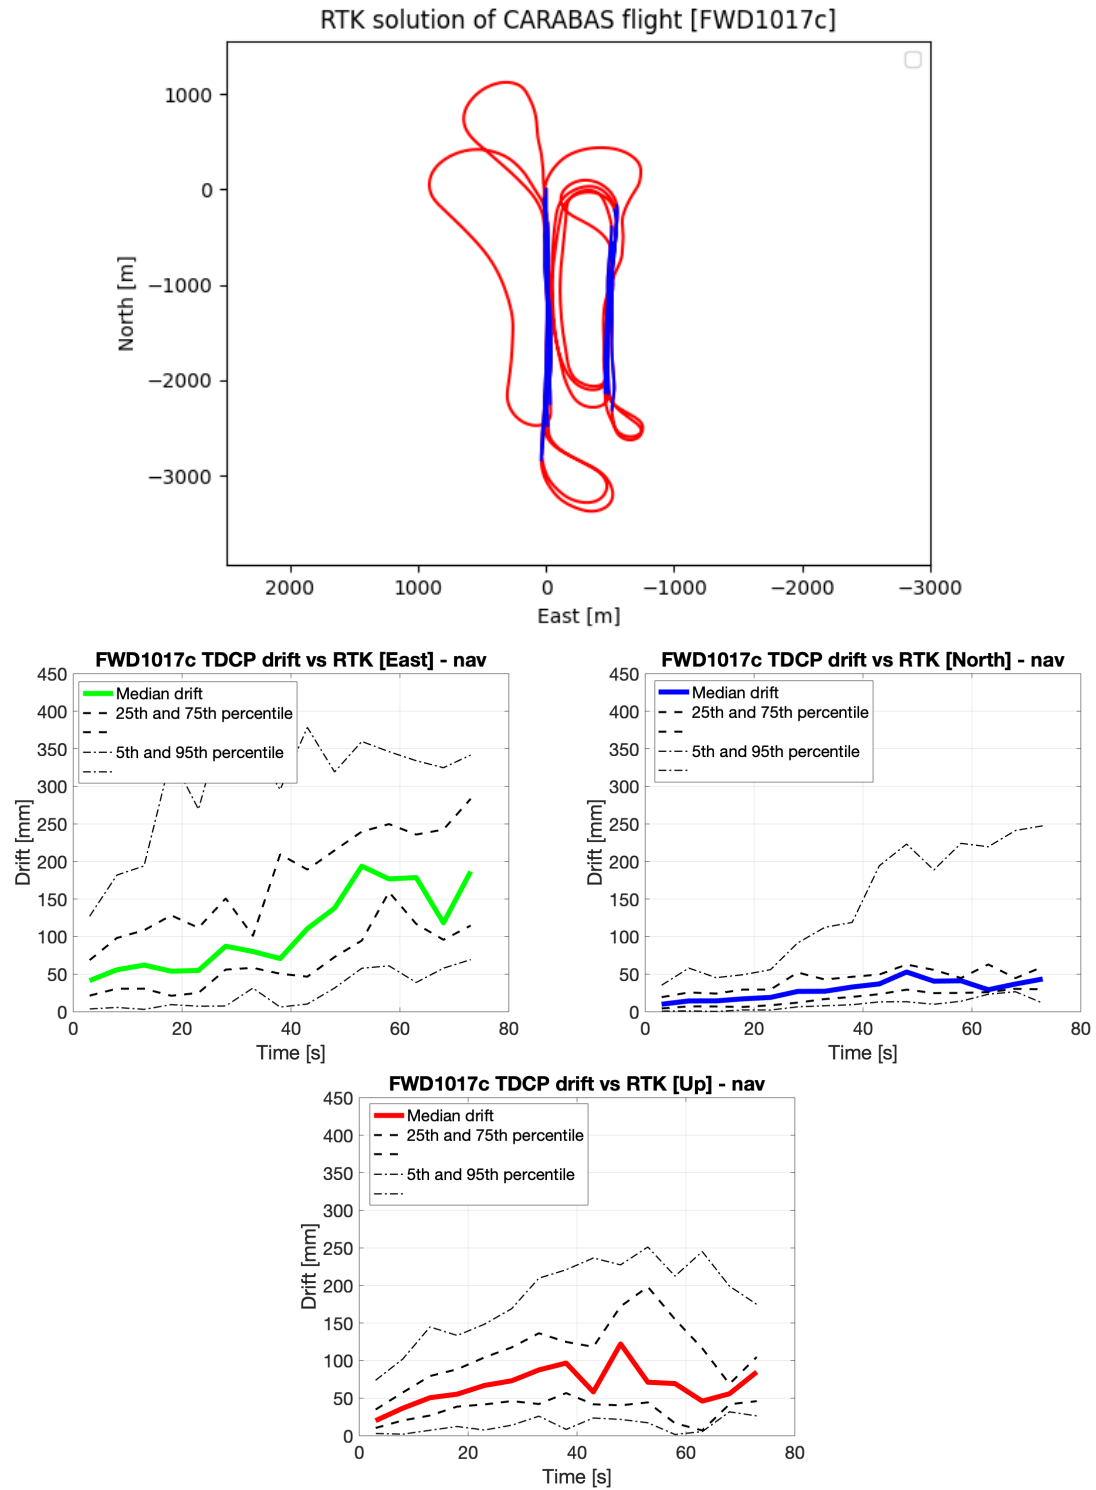 RTK solution of CARABAS flight [FWD1017c]
1000
0
−1000
−2000
−3000
North [m]
2000
1000
0
−1000
−2000
−3000
East [m]
FWD1017c TDCP drift vs RTK [East] - nav
Median drift
25th and 75th percentile
5th and 95th percentile
450
400
350
300
250
200
150
100
50
0
Drift [mm]
0
20
40
60
80
Time [s]
FWD1017c TDCP drift vs RTK [North] - nav
Median drift
25th and 75th percentile
5th and 95th percentile
450
400
350
300
250
200
150
100
50
0
Drift [mm]
0
20
40
60
80
Time [s]
FWD1017c TDCP drift vs RTK [Up] - nav
Median drift
25th and 75th percentile
5th and 95th percentile
450
400
350
300
250
200
150
100
50
0
Drift [mm]
0
20
40
60
80
Time [s]